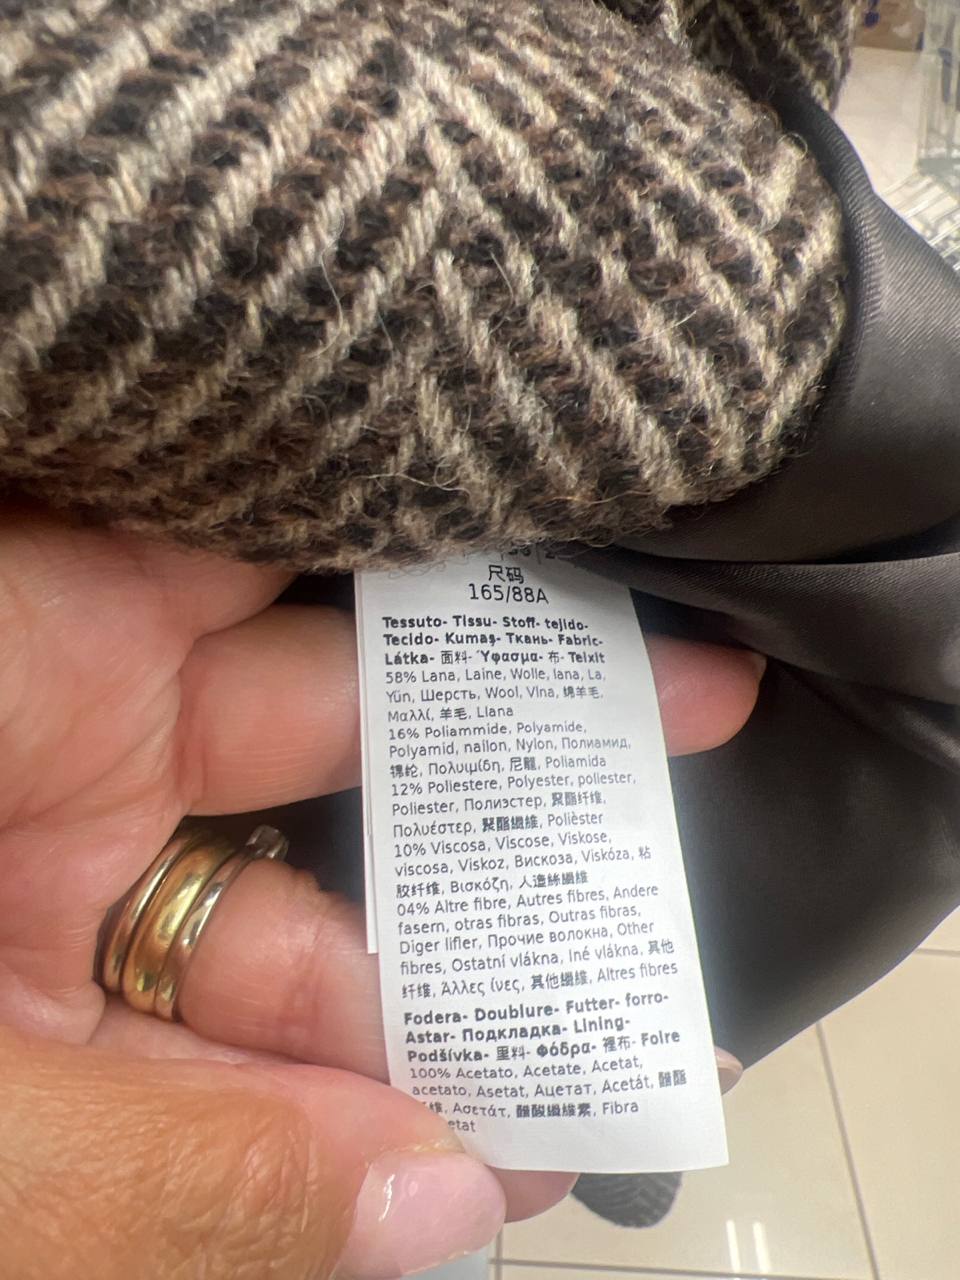 尺码
165/88A
Tessuto- Tissu- Stoff- tejido-
Tecido- Kumaş- Ткань- Fabric-
Látka- 面料- Ύφασμα- 布- Teixit
58% Lana, Laine, Wolle, lana, La,
Yün, Шерсть, Wool, Vlna, 绵羊毛,
Μαλλί, 羊毛, Llana
16% Poliammide, Polyamide,
Polyamid, nailon, Nylon, Полиамид,
锦纶, Πολυιμίδη, 尼龍, Poliamida
12% Poliestere, Polyester, poliester,
Poliester, Полиэстер, 聚酯纤维,
Πολυέστερ, 聚酯纖維, Polièster
10% Viscosa, Viscose, Viskose,
viscosa, Viskoz, Вискоза, Viskóza, 粘
胶纤维, Βισκόζη, 人造絲纖維
04% Altre fibre, Autres fibres, Andere
fasern, otras fibras, Outras fibras,
Diger lifler, Прочие волокна, Other
fibres, Ostatní vlákna, Iné vlákna, 其他
纤维, Άλλες ίνες, 其他纖維, Altres fibres
Fodera- Doublure- Futter- forro-
Astar- Подкладка- Lining-
Podšívka- 里料- Φόδρα- 裡布- Folre
100% Acetato, Acetate, Acetat,
acetato, Asetat, Ацетат, Acetát, 醋酯
维, Ασετάτ, 醋酸纖維素, Fibra
etat